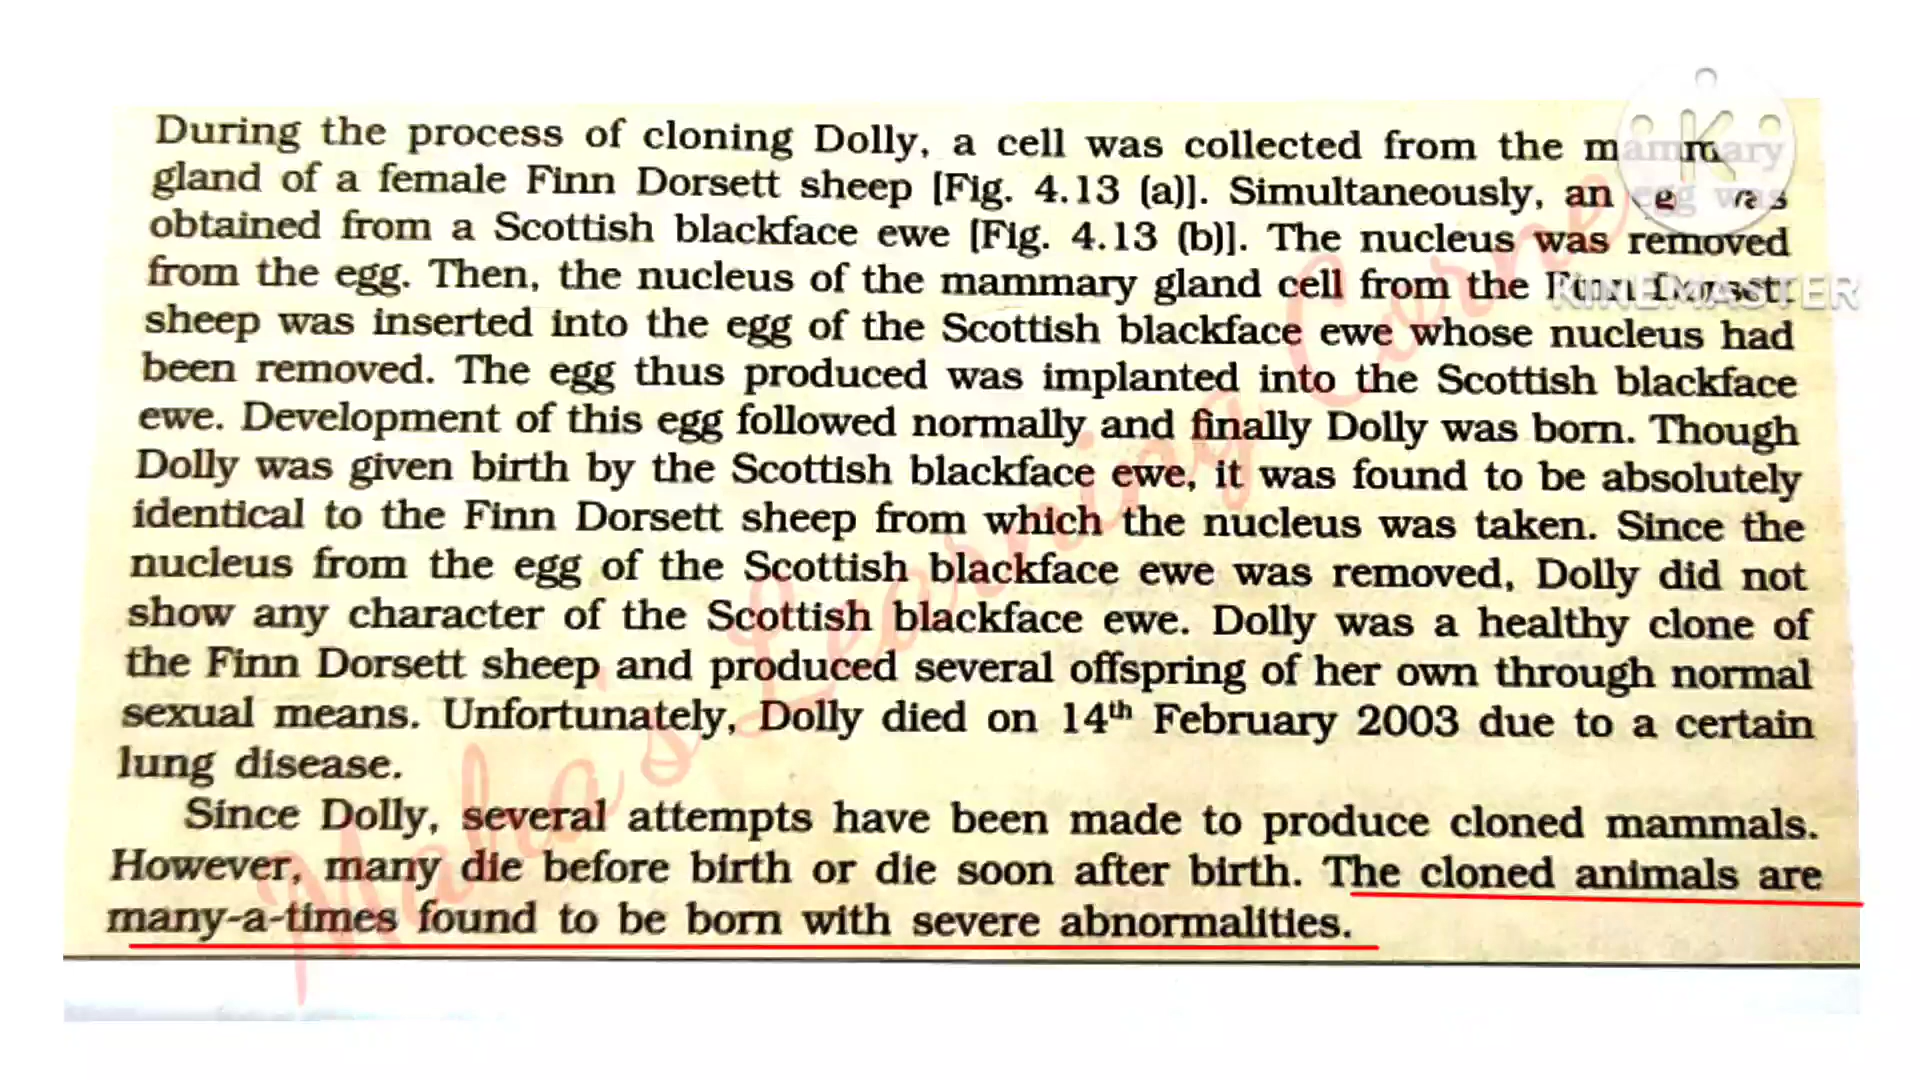 During the process of cloning Dolly, a cell was collected from the mammary
gland of a female Finn Dorsett sheep [Fig. 4.13 (a)]. Simultaneously, an egg was
obtained from a Scottish blackface ewe [Fig. 4.13 (b)]. The nucleus was removed
from the egg. Then, the nucleus of the mammary gland cell from the Finn Dorsett
sheep was inserted into the egg of the Scottish blackface ewe whose nucleus had
been removed. The egg thus produced was implanted into the Scottish blackface
ewe. Development of this egg followed normally and finally Dolly was born. Though
Dolly was given birth by the Scottish blackface ewe, it was found to be absolutely
identical to the Finn Dorsett sheep from which the nucleus was taken. Since the
nucleus from the egg of the Scottish blackface ewe was removed, Dolly did not
show any character of the Scottish blackface ewe. Dolly was a healthy clone of
the Finn Dorsett sheep and produced several offspring of her own through normal
sexual means. Unfortunately, Dolly died on 14th February 2003 due to a certain
lung disease.
Since Dolly, several attempts have been made to produce cloned mammals.
However, many die before birth or die soon after birth. The cloned animals are
many-a-times found to be born with severe abnormalities.
Maha's Learning Corner
K
KINEMASTER